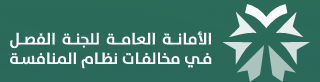 الأمانة العامة للجنة الفصل
في مخالفات نظام المنافسة